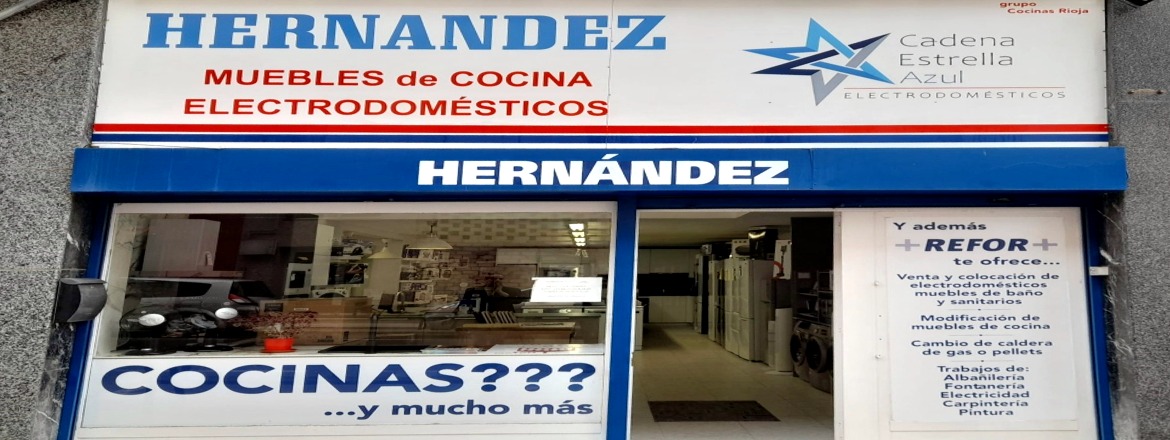 grupo
Cocinas Rioja
HERNANDEZ
MUEBLES de COCINA
ELECTRODOMÉSTICOS
Cadena
Estrella
Azul
ELECTRODOMÉSTICOS
HERNÁNDEZ
COCINAS???
...y mucho más
Y además
+REFOR+
te ofrece...
Venta y colocación de
electrodomésticos
muebles de baño
y sanitarios
Modificación de
muebles de cocina
Cambio de caldera
de gas o pellets
Trabajos de:
Albañilería
Fontanería
Electricidad
Carpintería
Pintura